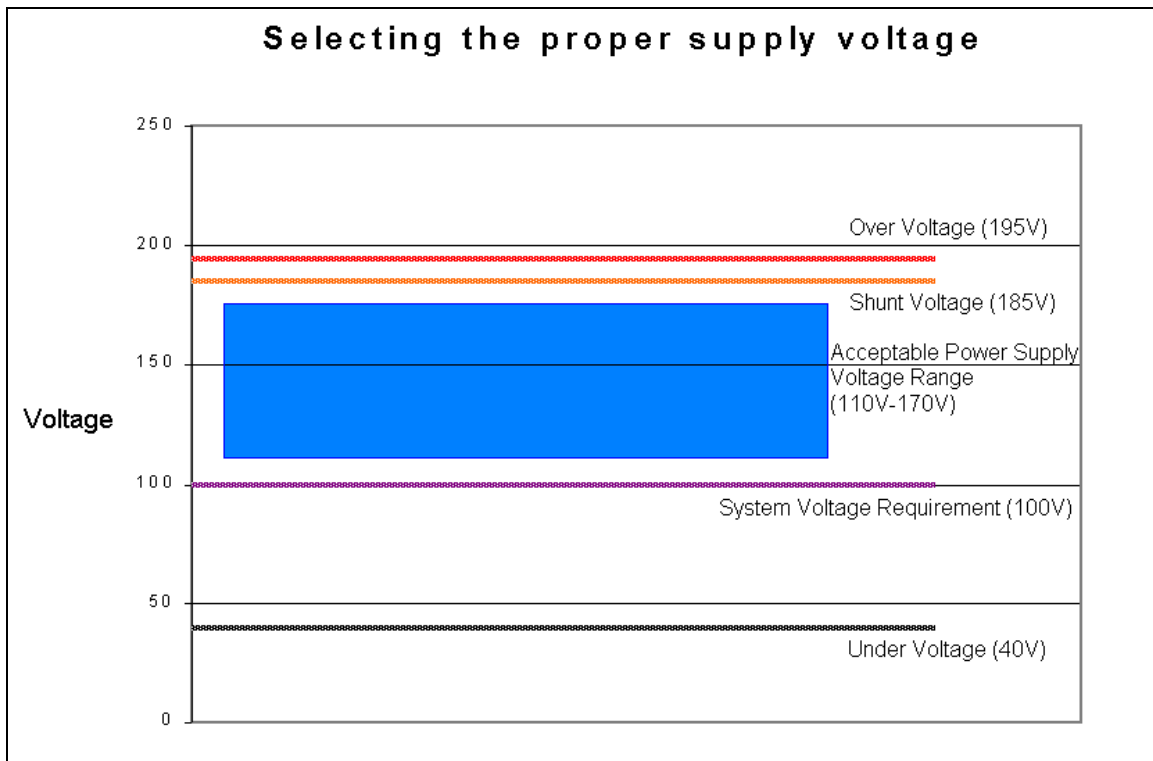 Selecting the proper supply voltage
250
200
150
100
50
0
Voltage
Over Voltage (195V)
Shunt Voltage (185V)
Acceptable Power Supply
Voltage Range
(110V-170V)
System Voltage Requirement (100V)
Under Voltage (40V)